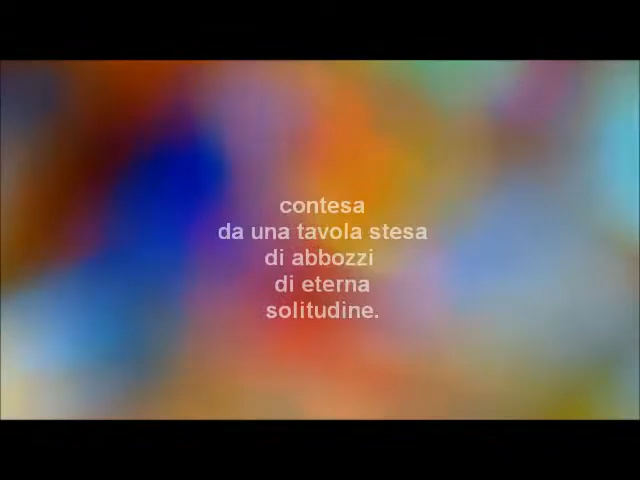 contesa
da una tavola stesa
di abbozzi
di eterna
solitudine.